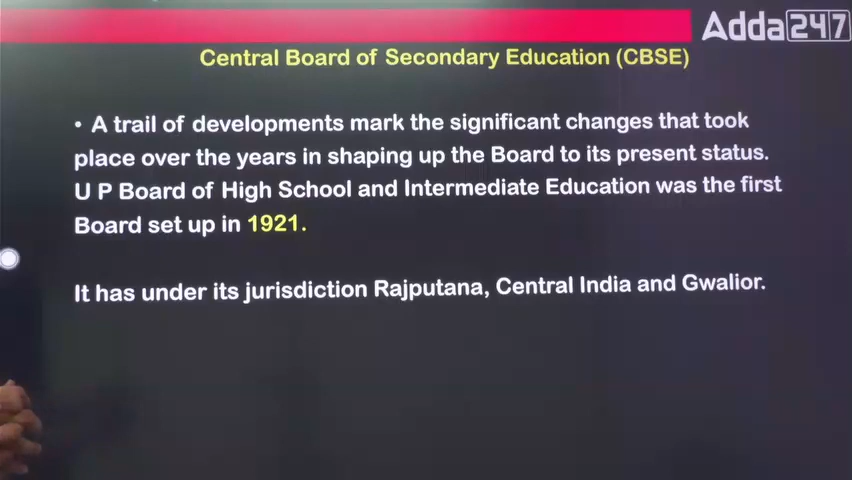 Adda247
Central Board of Secondary Education (CBSE)
• A trail of developments mark the significant changes that took
place over the years in shaping up the Board to its present status.
U P Board of High School and Intermediate Education was the first
Board set up in 1921.
It has under its jurisdiction Rajputana, Central India and Gwalior.